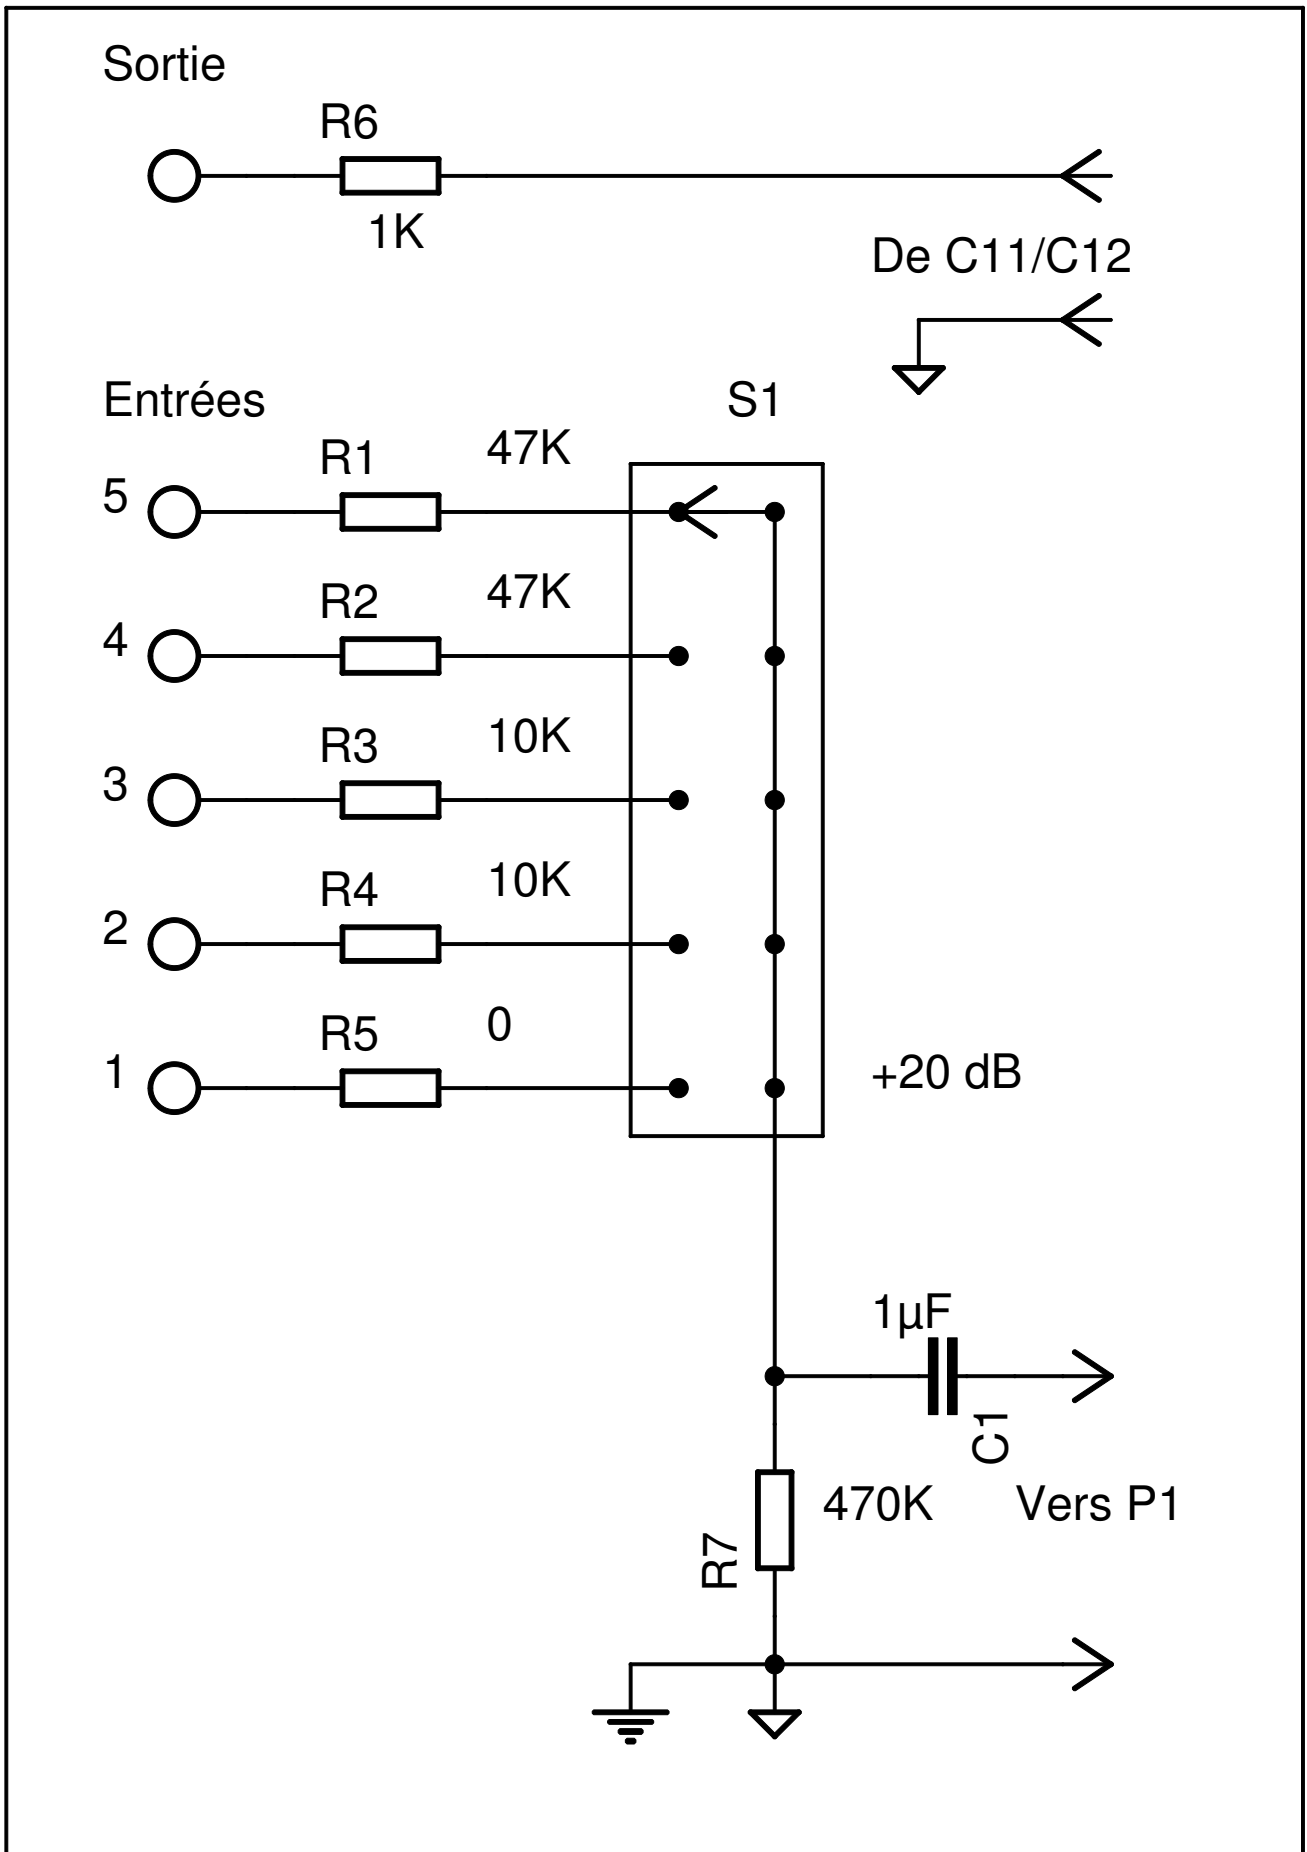 Sortie
R6
1K
De C11/C12
Entrées
S1
5
R1
47K
4
R2
47K
3
R3
10K
2
R4
10K
1
R5
0
+20 dB
1µF
C1
R7
470K
Vers P1